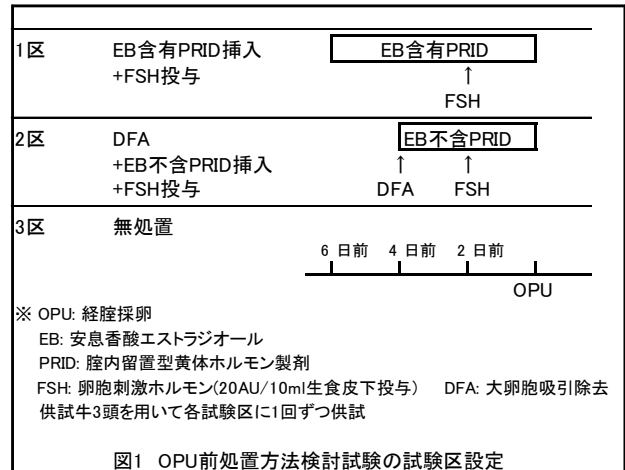 1区 EB含有PRID挿入 EB含有PRID
+FSH投与 ↑
FSH
2区 DFA EB不含PRID
+EB不含PRID挿入 ↑ ↑
+FSH投与 DFA FSH
3区 無処置
6 日前 4 日前 2 日前
OPU
※ OPU: 経腟採卵
EB: 安息香酸エストラジオール
PRID: 腟内留置型黄体ホルモン製剤
FSH: 卵胞刺激ホルモン(20AU/10ml生食皮下投与) DFA: 大卵胞吸引除去
供試牛3頭を用いて各試験区に1回ずつ供試
図1 OPU前処置方法検討試験の試験区設定